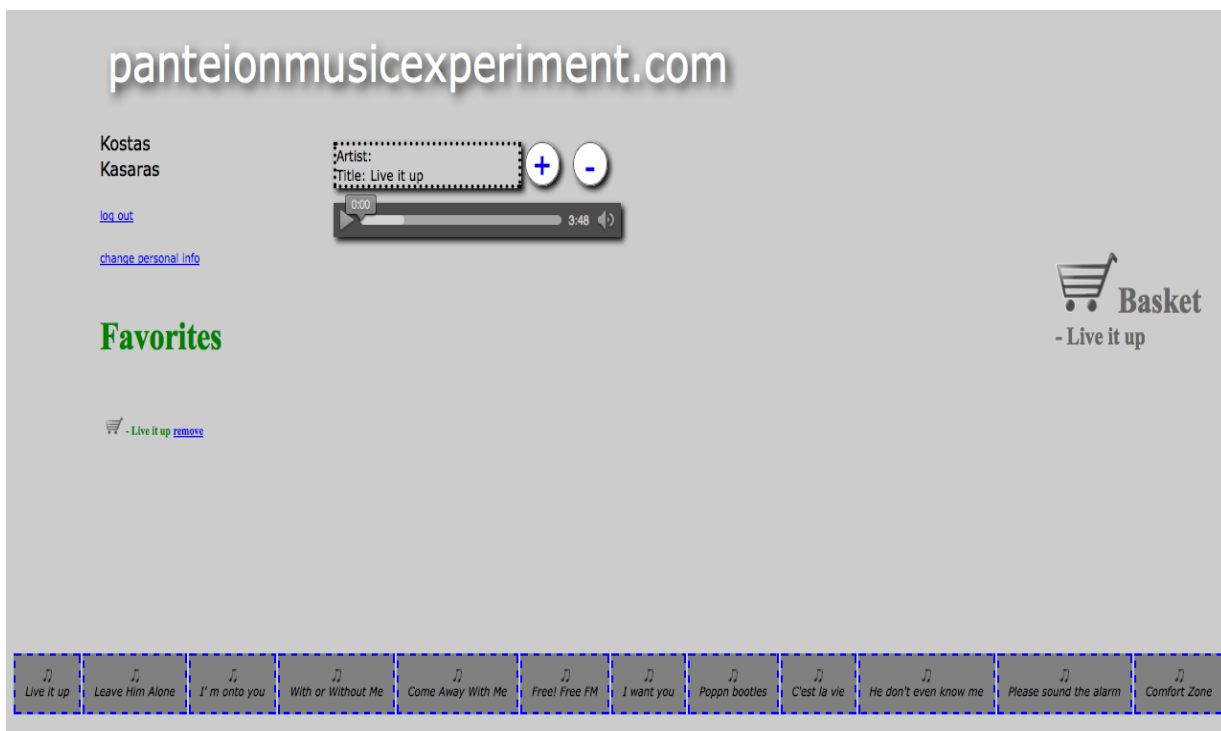 panteionmusicexperiment.com
Kostas
Kasaras
log out
change personal info
Artist:
Title: Live it up
+ -
0:00
3:48
Basket
- Live it up
Favorites
- Live it up remove
Live it up
Leave Him Alone
I' m onto you
With or Without Me
Come Away With Me
Free! Free FM
I want you
Poppn bootles
C'est la vie
He don't even know me
Please sound the alarm
Comfort Zone